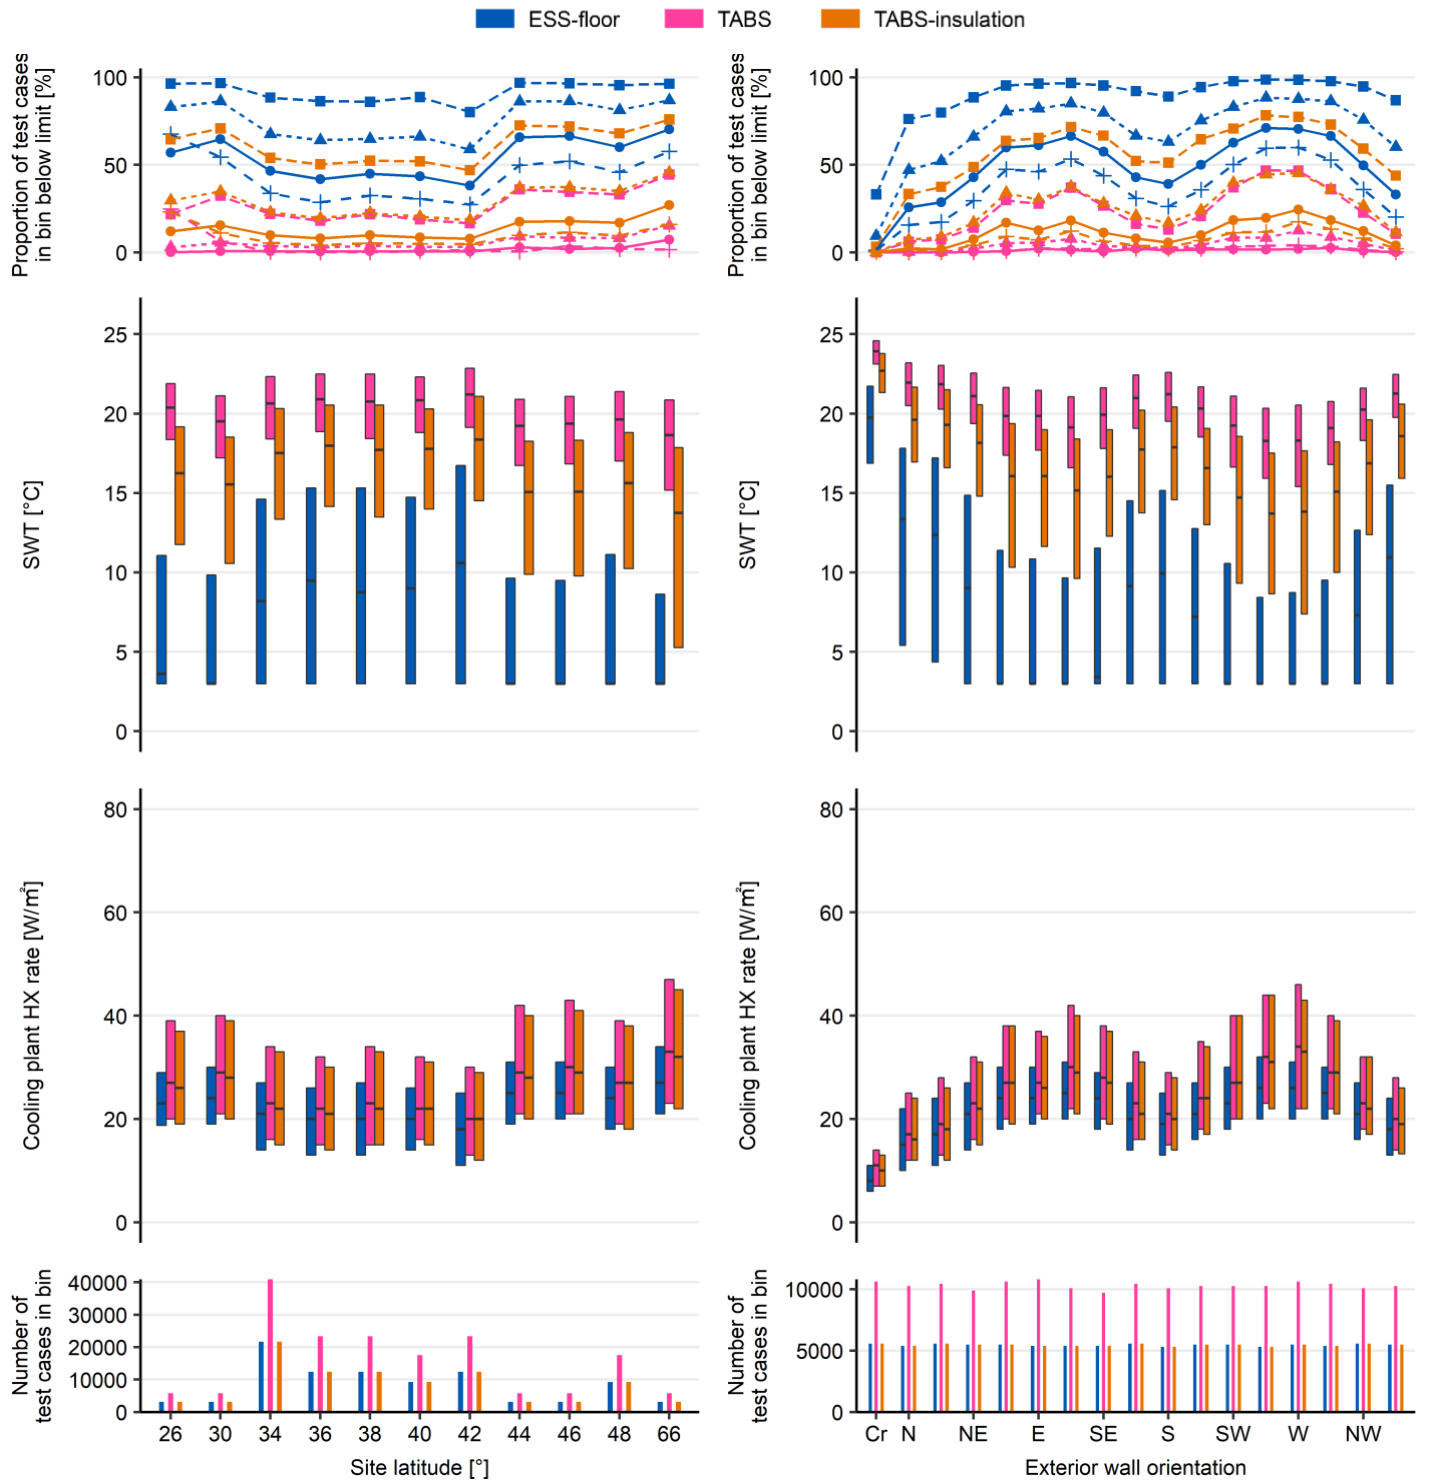 ESS-floor TABS TABS-insulation
Proportion of test cases
in bin below limit [%]
100
50
0
Proportion of test cases
in bin below limit [%]
100
50
0
SWT [°C]
25
20
15
10
5
0
SWT [°C]
25
20
15
10
5
0
Cooling plant HX rate [W/m²]
80
60
40
20
0
Cooling plant HX rate [W/m²]
80
60
40
20
0
Number of
test cases in bin
40000
30000
20000
10000
0
26 30 34 36 38 40 42 44 46 48 66
Site latitude [°]
Number of
test cases in bin
10000
5000
0
Cr N NE E SE S SW W NW
Exterior wall orientation